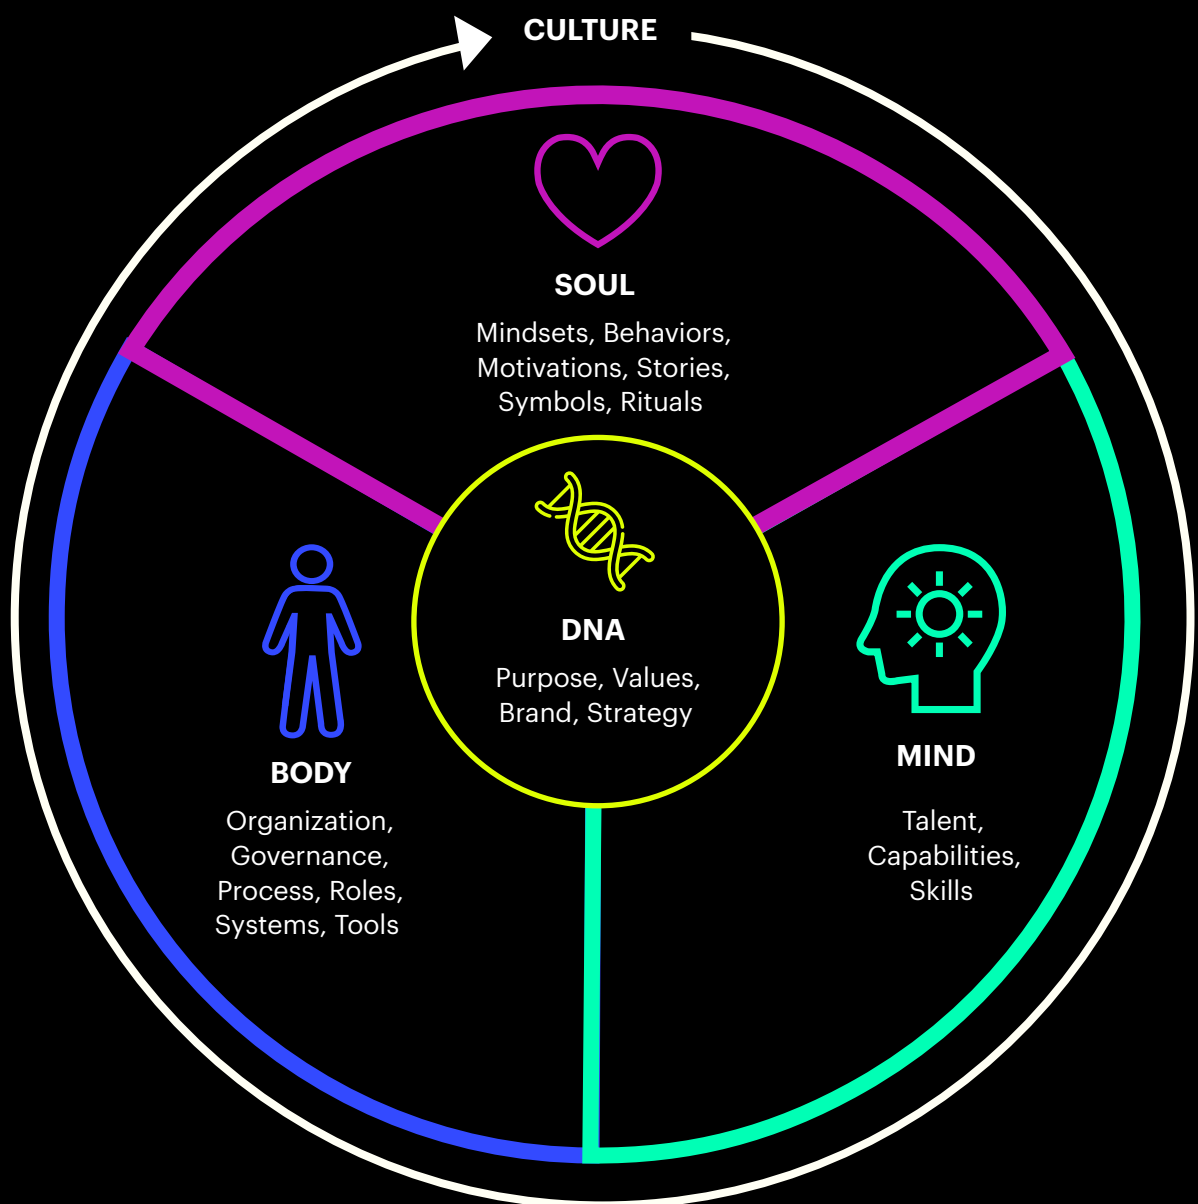 CULTURE
SOUL
Mindsets, Behaviors,
Motivations, Stories,
Symbols, Rituals
DNA
Purpose, Values,
Brand, Strategy
BODY
Organization,
Governance,
Process, Roles,
Systems, Tools
MIND
Talent,
Capabilities,
Skills